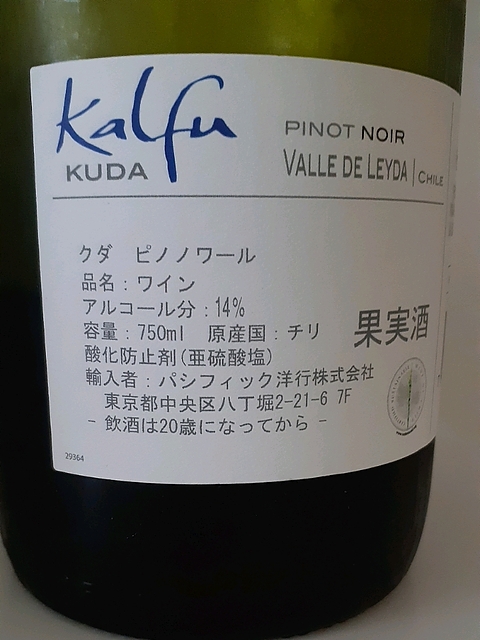 Kalfu
KUDA
PINOT NOIR
VALLE DE LEYDA | CHILE
クダ ピノノワール
品名：ワイン
アルコール分：14%
容量：750ml 原産国：チリ
果実酒
酸化防止剤(亜硫酸塩)
輸入者：パシフィック洋行株式会社
東京都中央区八丁堀2-21-6 7F
- 飲酒は20歳になってから -
29364